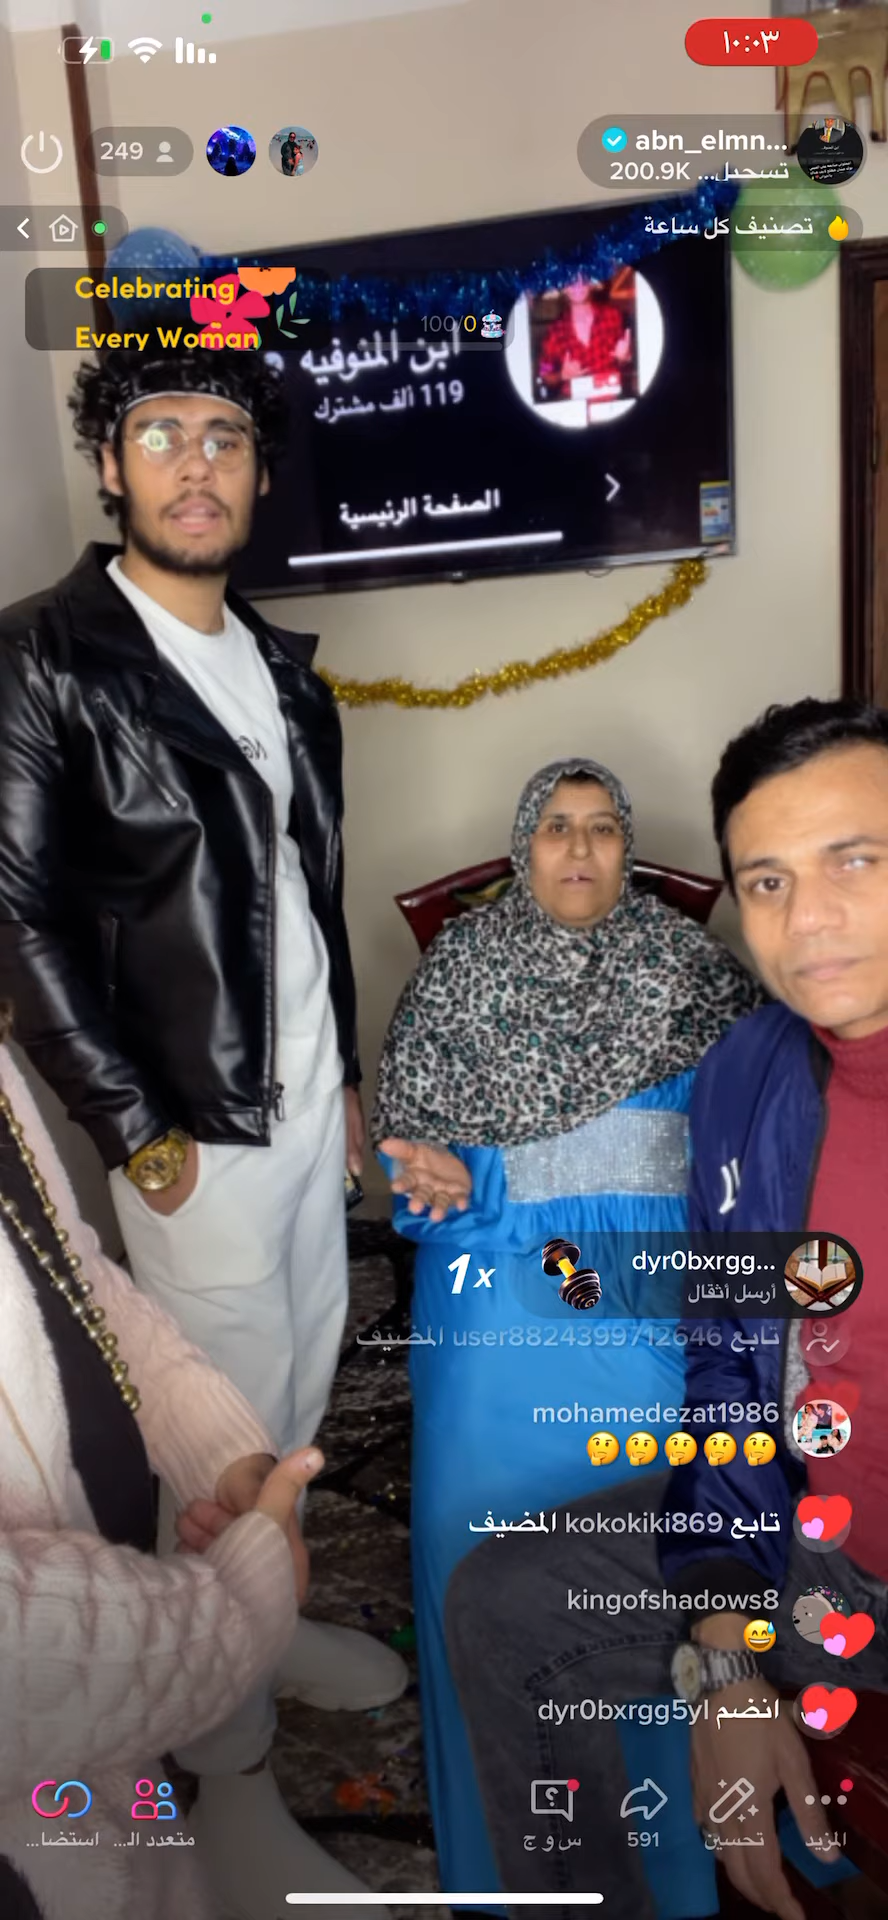 ١٠:٠٣
249
abn_elmn...
200.9K تسجيل...
تصنيف كل ساعة
Celebrating
Every Woman
100/0
ابن المنوفيه
119 ألف مشترك
الصفحة الرئيسية
dyr0bxrgg...
أرسل أثقال
1x
تابع user8824399712646 المضيف
mohamedezat1986
تابع kokokiki869 المضيف
kingofshadows8
انضم dyr0bxrgg5yl
المزيد
تحسين
591
س و ج
متعدد الـ...
استضا...